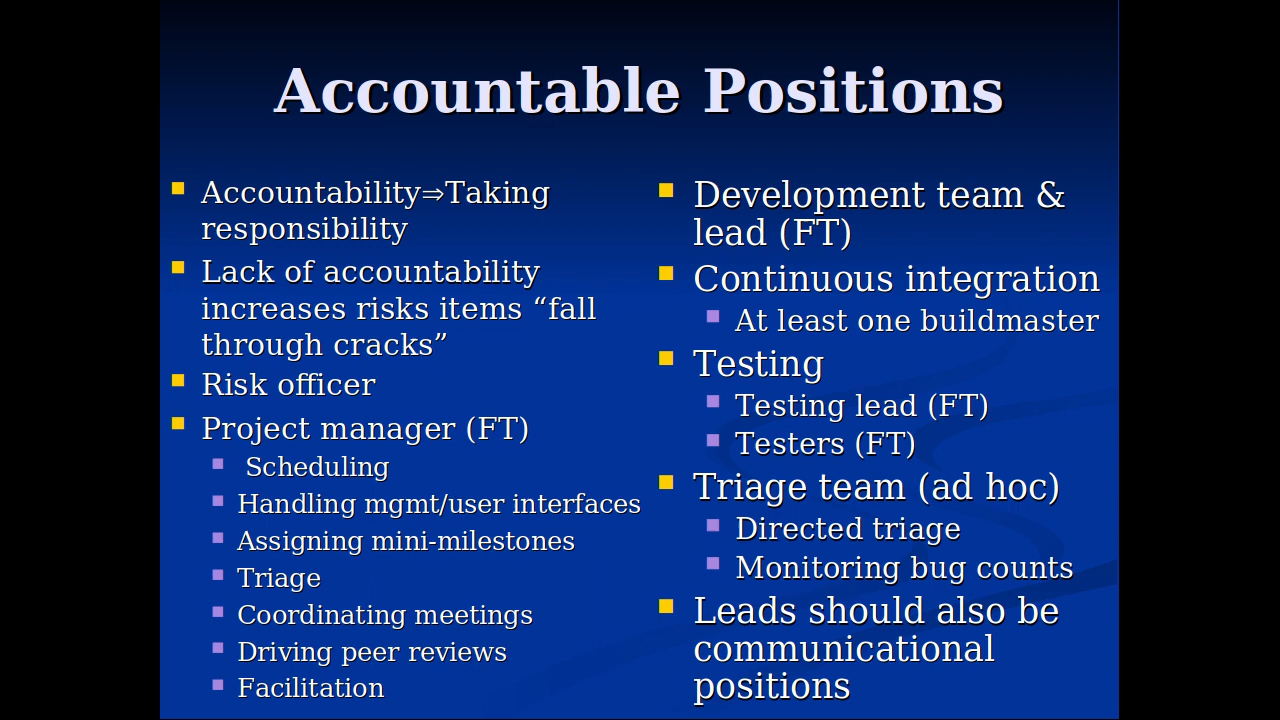 Accountable Positions
Accountability⇒Taking
responsibility
Lack of accountability
increases risks items “fall
through cracks”
Risk officer
Project manager (FT)
Scheduling
Handling mgmt/user interfaces
Assigning mini-milestones
Triage
Coordinating meetings
Driving peer reviews
Facilitation
Development team &
lead (FT)
Continuous integration
At least one buildmaster
Testing
Testing lead (FT)
Testers (FT)
Triage team (ad hoc)
Directed triage
Monitoring bug counts
Leads should also be
communicational
positions